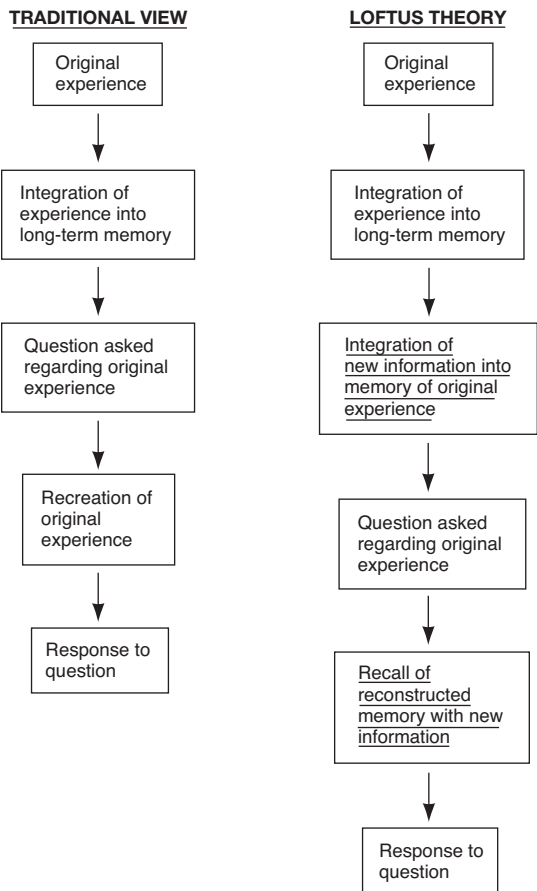 TRADITIONAL VIEW
Original
experience
Integration of
experience into
long-term memory
Question asked
regarding original
experience
Recreation of
original
experience
Response to
question
LOFTUS THEORY
Original
experience
Integration of
experience into
long-term memory
Integration of
new information into
memory of original
experience
Question asked
regarding original
experience
Recall of
reconstructed
memory with new
information
Response to
question